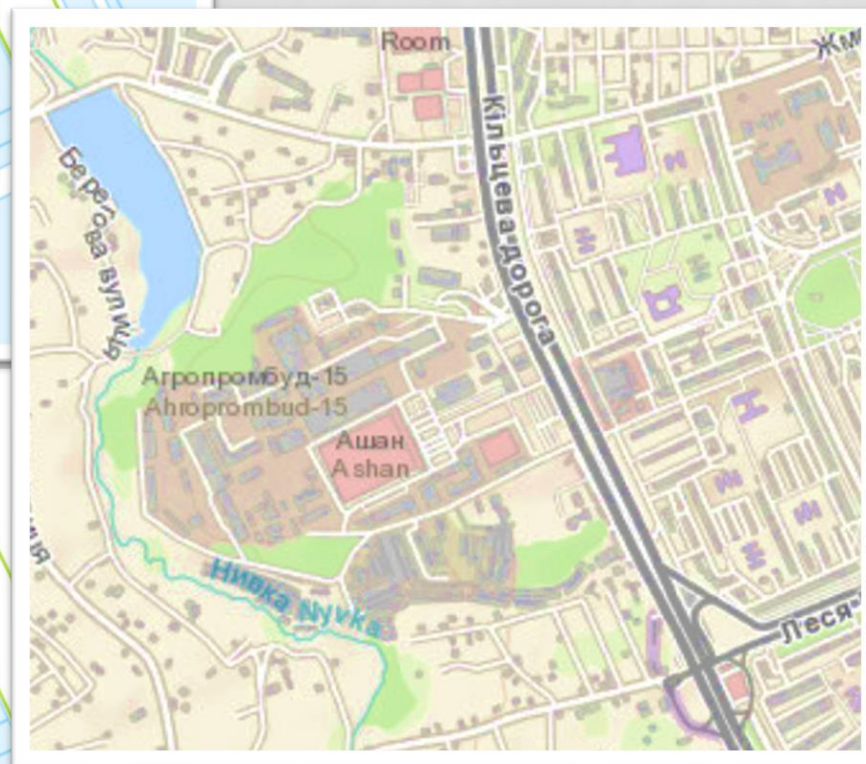 Room
Жм
Кільцева дорога
Берегова вулиця
Агропромбуд-15
Ahroprombud-15
Ашан
Ashan
Нивка Nyvka
Леся